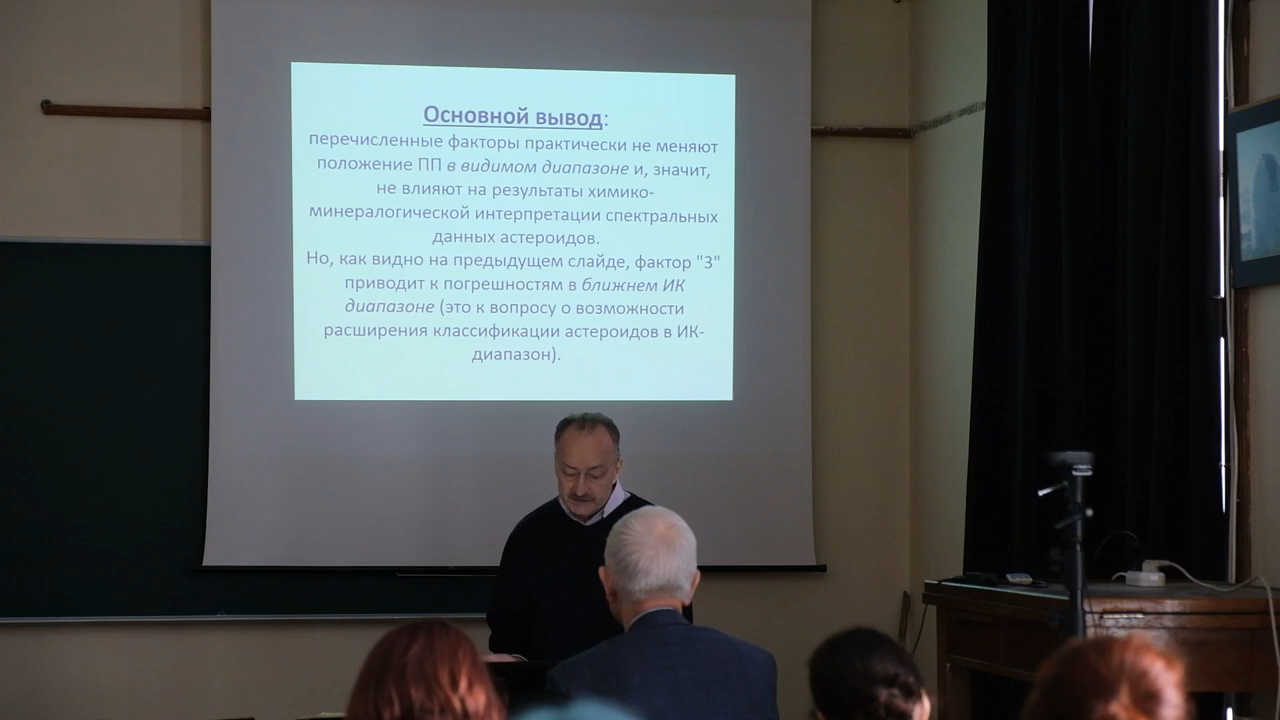 Основной вывод:
перечисленные факторы практически не меняют
положение ПП в видимом диапазоне и, значит,
не влияют на результаты химико-
минералогической интерпретации спектральных
данных астероидов.
Но, как видно на предыдущем слайде, фактор "3"
приводит к погрешностям в ближнем ИК
диапазоне (это к вопросу о возможности
расширения классификации астероидов в ИК-
диапазон).